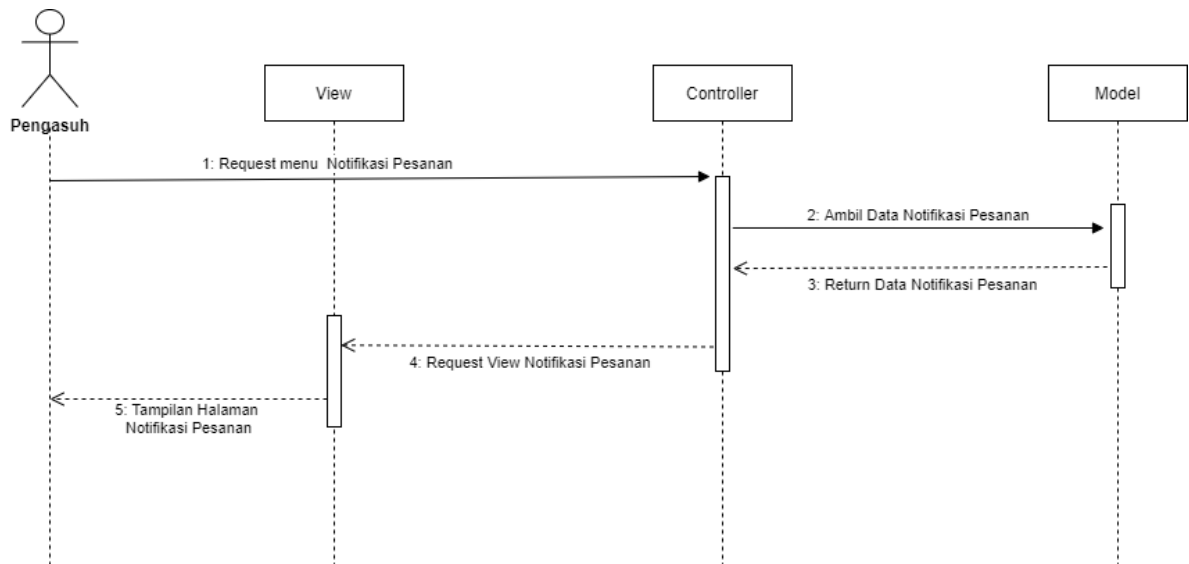 Pengasuh
View
Controller
Model
1: Request menu Notifikasi Pesanan
2: Ambil Data Notifikasi Pesanan
3: Return Data Notifikasi Pesanan
4: Request View Notifikasi Pesanan
5: Tampilan Halaman
Notifikasi Pesanan